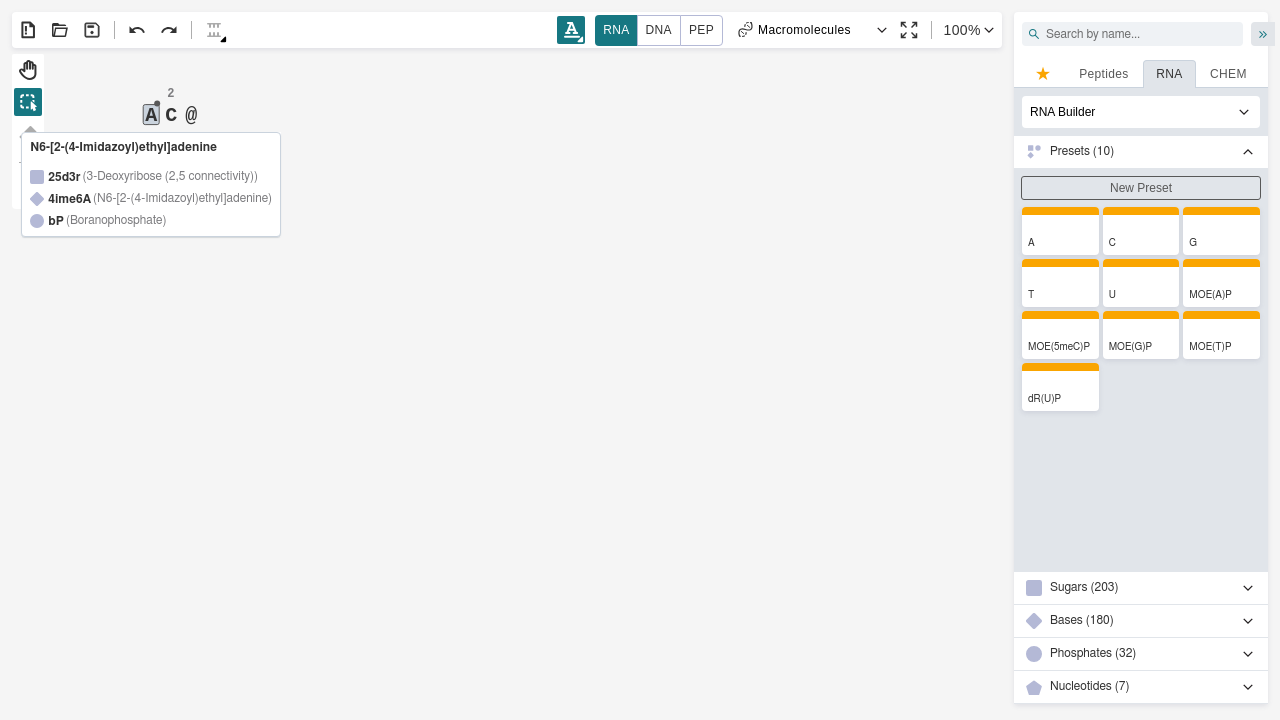 A RNA DNA PEP Macromolecules 100%
Search by name...
Peptides RNA CHEM
RNA Builder
Presets (10)
New Preset
A C G
T U MOE(A)P
MOE(5meC)P MOE(G)P MOE(T)P
dR(U)P
Sugars (203)
Bases (180)
Phosphates (32)
Nucleotides (7)
2
A C @
N6-[2-(4-Imidazoyl)ethyl]adenine
25d3r (3-Deoxyribose (2,5 connectivity))
4ime6A (N6-[2-(4-Imidazoyl)ethyl]adenine)
bP (Boranophosphate)